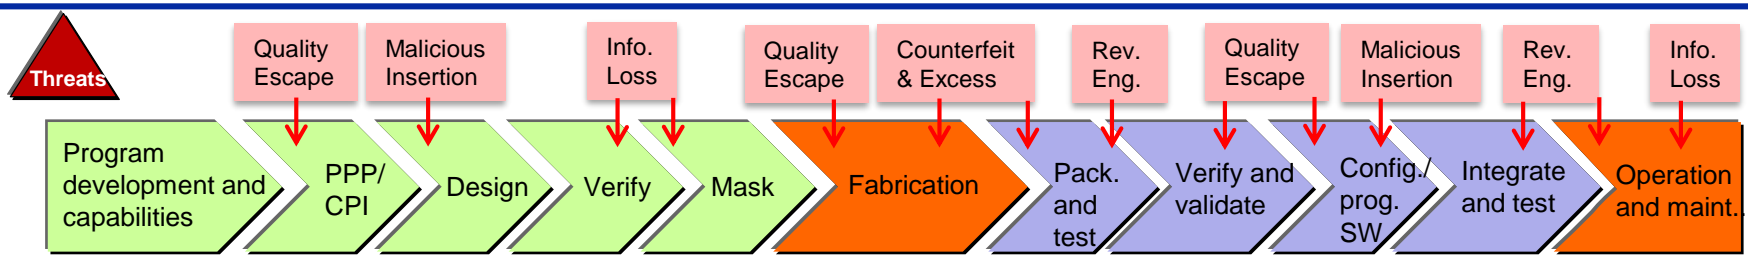 Threats
Quality
Escape
Malicious
Insertion
Info.
Loss
Quality
Escape
Counterfeit
& Excess
Rev.
Eng.
Quality
Escape
Malicious
Insertion
Rev.
Eng.
Info.
Loss
Program
development and
capabilities
PPP/
CPI
Design
Verify
Mask
Fabrication
Pack.
and
test
Verify and
validate
Config./
prog.
SW
Integrate
and test
Operation
and maint..